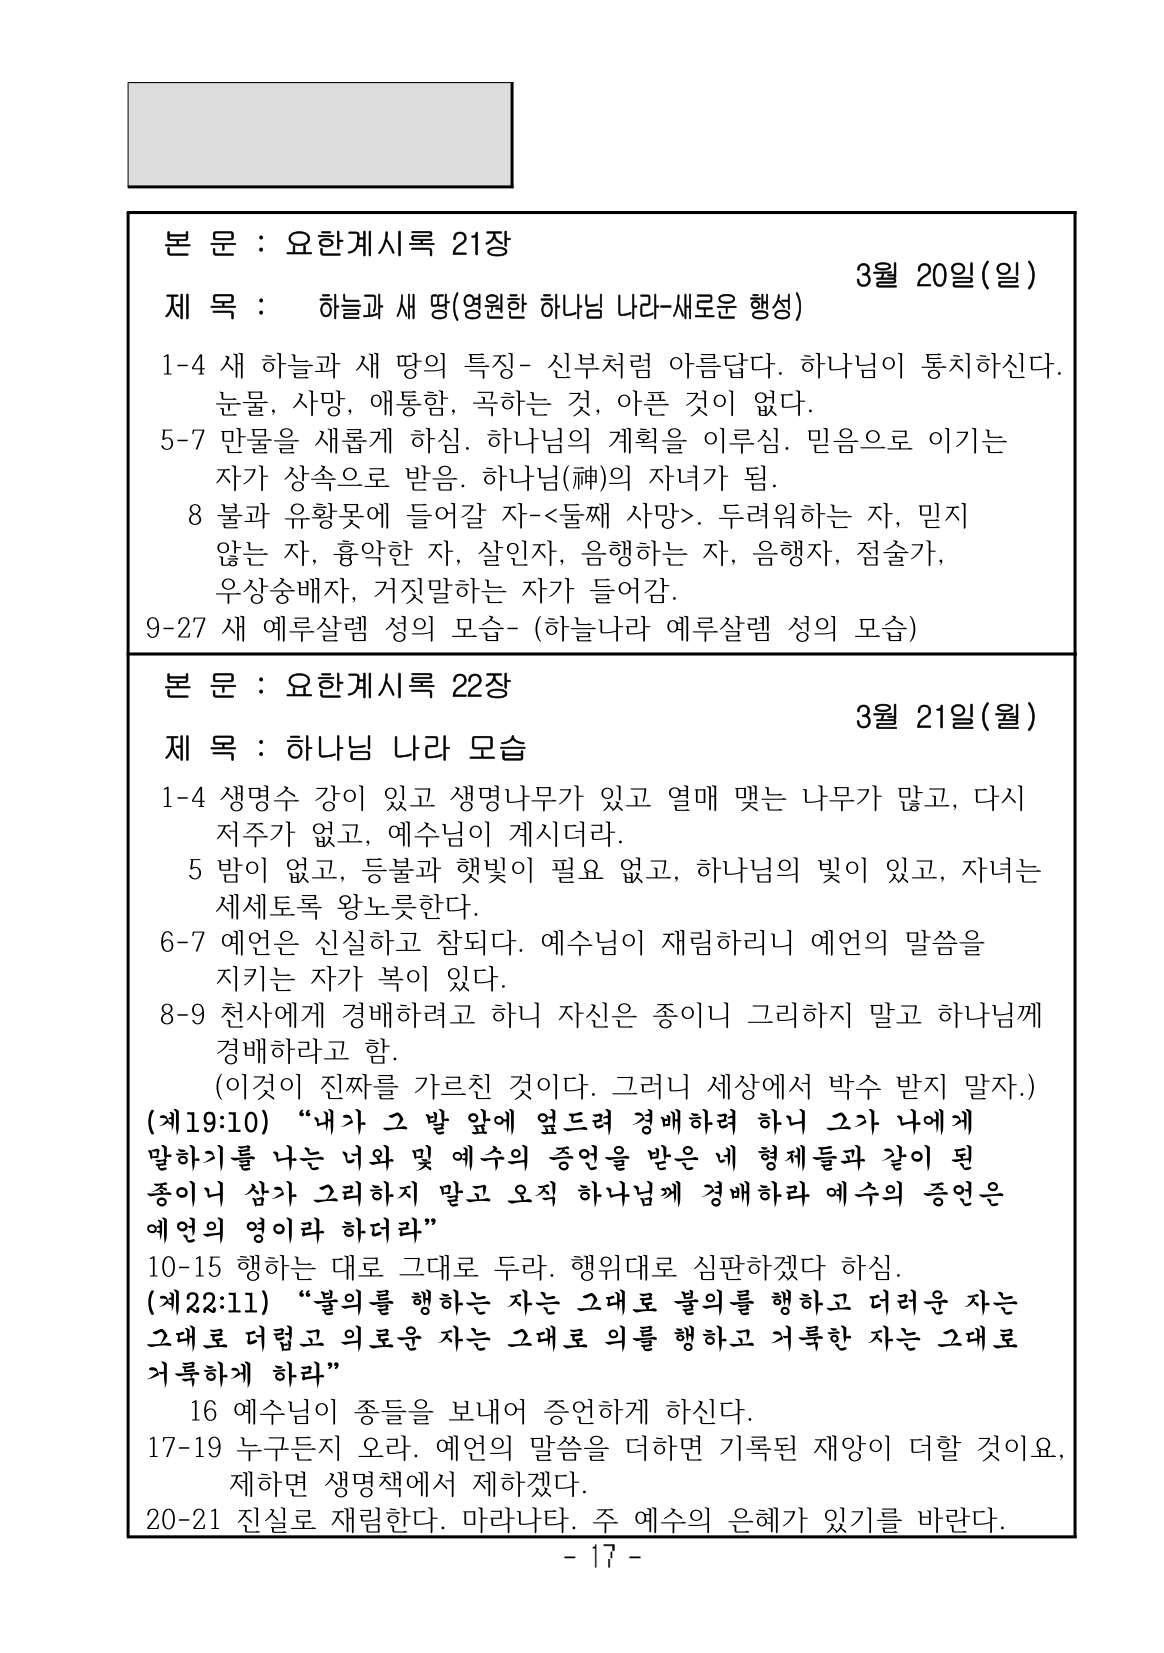 본 문 : 요한계시록 21장
3월 20일(일)
제 목 : 하늘과 새 땅(영원한 하나님 나라-새로운 행성)
1-4 새 하늘과 새 땅의 특징- 신부처럼 아름답다. 하나님이 통치하신다.
눈물, 사망, 애통함, 곡하는 것, 아픈 것이 없다.
5-7 만물을 새롭게 하심. 하나님의 계획을 이루심. 믿음으로 이기는
자가 상속으로 받음. 하나님(神)의 자녀가 됨.
8 불과 유황못에 들어갈 자-<둘째 사망>. 두려워하는 자, 믿지
않는 자, 흉악한 자, 살인자, 음행하는 자, 음행자, 점술가,
우상숭배자, 거짓말하는 자가 들어감.
9-27 새 예루살렘 성의 모습- (하늘나라 예루살렘 성의 모습)
본 문 : 요한계시록 22장
3월 21일(월)
제 목 : 하나님 나라 모습
1-4 생명수 강이 있고 생명나무가 있고 열매 맺는 나무가 많고, 다시
저주가 없고, 예수님이 계시더라.
5 밤이 없고, 등불과 햇빛이 필요 없고, 하나님의 빛이 있고, 자녀는
세세토록 왕노릇한다.
6-7 예언은 신실하고 참되다. 예수님이 재림하리니 예언의 말씀을
지키는 자가 복이 있다.
8-9 천사에게 경배하려고 하니 자신은 종이니 그리하지 말고 하나님께
경배하라고 함.
(이것이 진짜를 가르친 것이다. 그러니 세상에서 박수 받지 말자.)
(계19:10) “내가 그 발 앞에 엎드려 경배하려 하니 그가 나에게
말하기를 나는 너와 및 예수의 증언을 받은 네 형제들과 같이 된
종이니 삼가 그리하지 말고 오직 하나님께 경배하라 예수의 증언은
예언의 영이라 하더라”
10-15 행하는 대로 그대로 두라. 행위대로 심판하겠다 하심.
(계22:11) “불의를 행하는 자는 그대로 불의를 행하고 더러운 자는
그대로 더럽고 의로운 자는 그대로 의를 행하고 거룩한 자는 그대로
거룩하게 하라”
16 예수님이 종들을 보내어 증언하게 하신다.
17-19 누구든지 오라. 예언의 말씀을 더하면 기록된 재앙이 더할 것이요,
제하면 생명책에서 제하겠다.
20-21 진실로 재림한다. 마라나타. 주 예수의 은혜가 있기를 바란다.
- 17 -